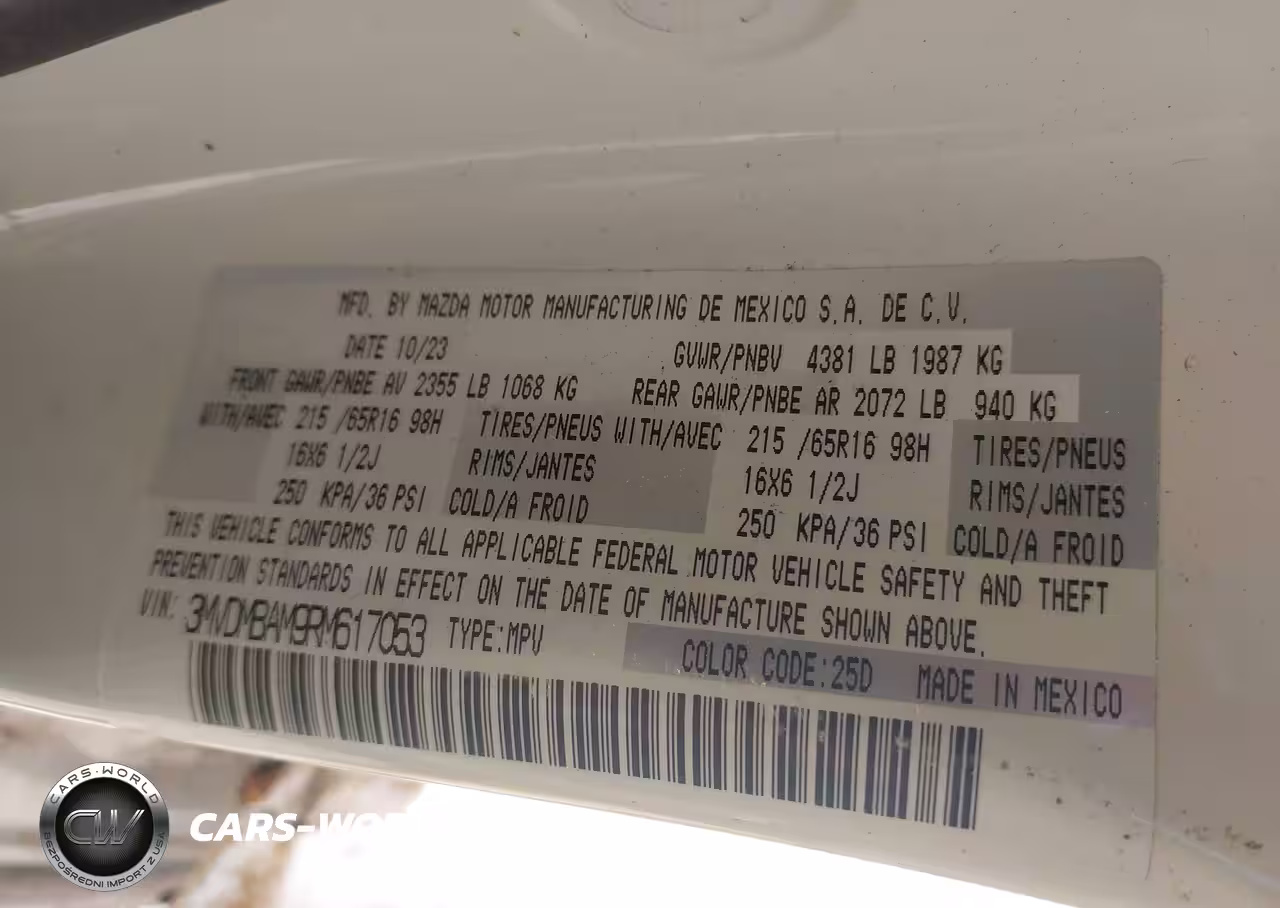 MFD. BY MAZDA MOTOR MANUFACTURING DE MEXICO S.A. DE C.V.
DATE 10/23 GVWR/PNBV 4381 LB 1987 KG
FRONT GAWR/PNBE AV 2355 LB 1068 KG REAR GAWR/PNBE AR 2072 LB 940 KG
WITH/AVEC 215 /65R16 98H TIRES/PNEUS WITH/AVEC 215 /65R16 98H TIRES/PNEUS
16X6 1/2J RIMS/JANTES 16X6 1/2J RIMS/JANTES
250 KPA/36 PSI COLD/A FROID 250 KPA/36 PSI COLD/A FROID
THIS VEHICLE CONFORMS TO ALL APPLICABLE FEDERAL MOTOR VEHICLE SAFETY AND THEFT
PREVENTION STANDARDS IN EFFECT ON THE DATE OF MANUFACTURE SHOWN ABOVE.
VIN: 3MVDMBAM9RM617053 TYPE:MPV COLOR CODE:25D MADE IN MEXICO
CARS-WORLD
CW
BEZPOŚREDNI IMPORT Z USA